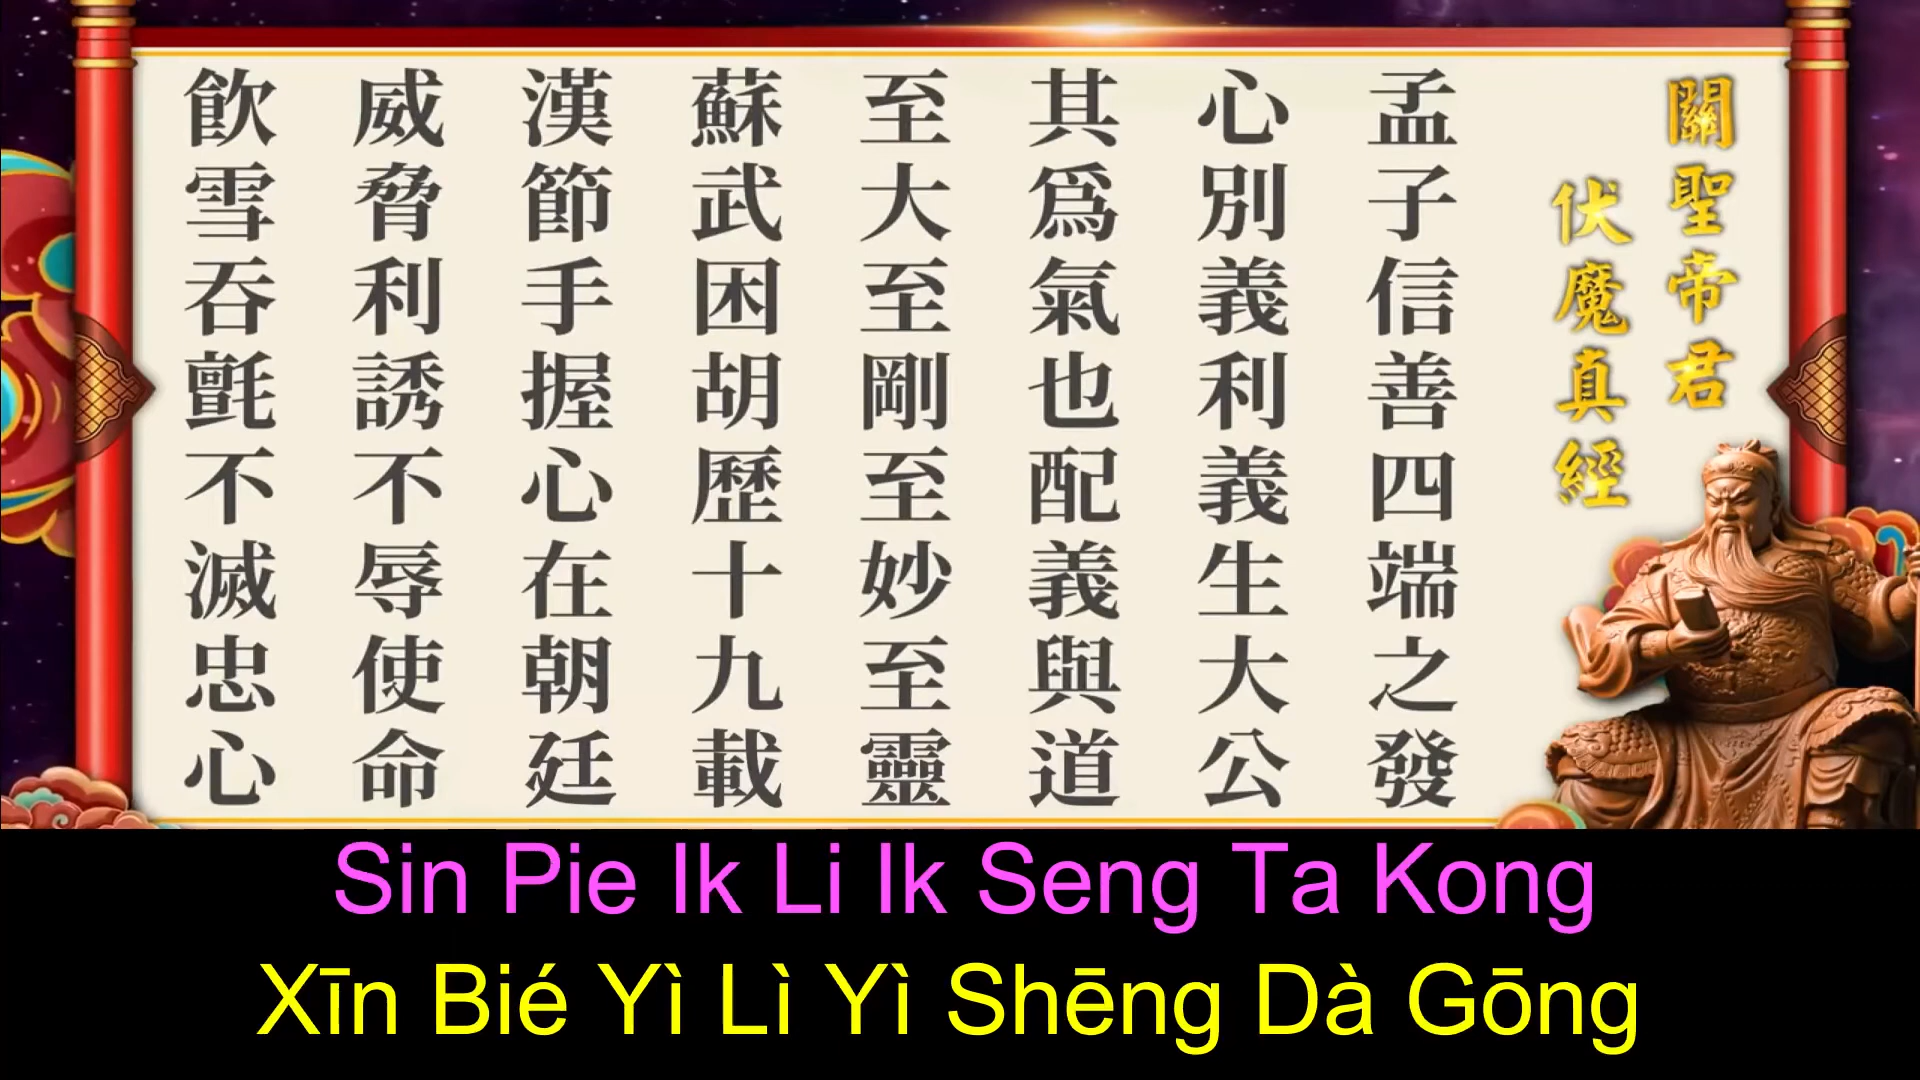 關聖帝君
伏魔真經
孟子信善四端之發
心別義利義生大公
其爲氣也配義與道
至大至剛至妙至靈
蘇武困胡歷十九載
漢節手握心在朝廷
威脅利誘不辱使命
飲雪吞氈不滅忠心
Sin Pie Ik Li Ik Seng Ta Kong
Xīn Bié Yì Lì Yì Shēng Dà Gōng